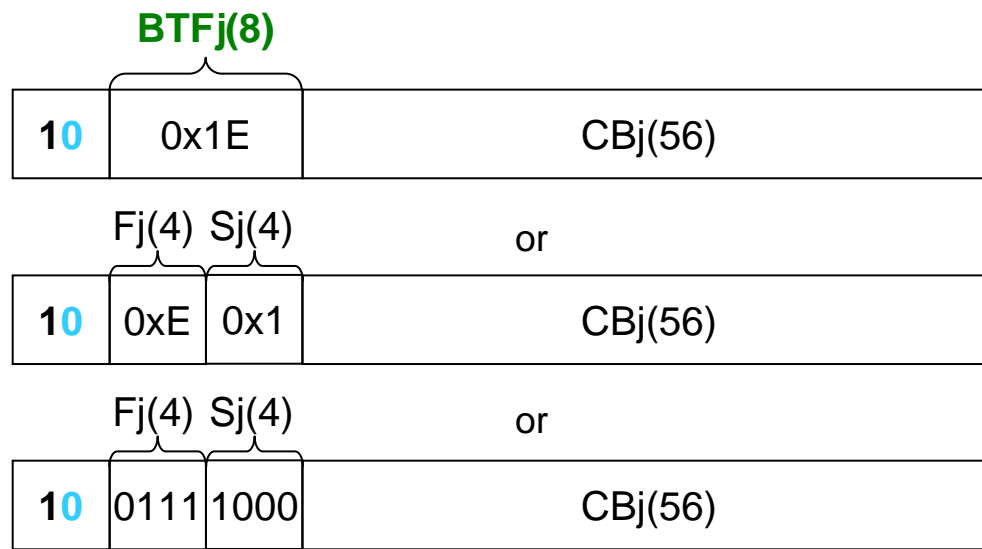 BTFj(8)
10 0x1E CBj(56)
Fj(4) Sj(4) or
10 0xE 0x1 CBj(56)
Fj(4) Sj(4) or
10 0111 1000 CBj(56)